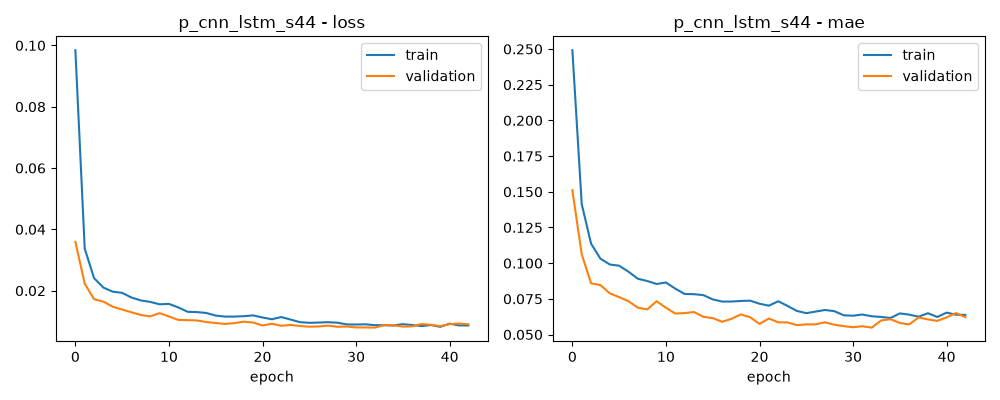 p_cnn_lstm_s44 - loss
train
validation
0.10
0.08
0.06
0.04
0.02
0 10 20 30 40
epoch
p_cnn_lstm_s44 - mae
train
validation
0.250
0.225
0.200
0.175
0.150
0.125
0.100
0.075
0.050
0 10 20 30 40
epoch